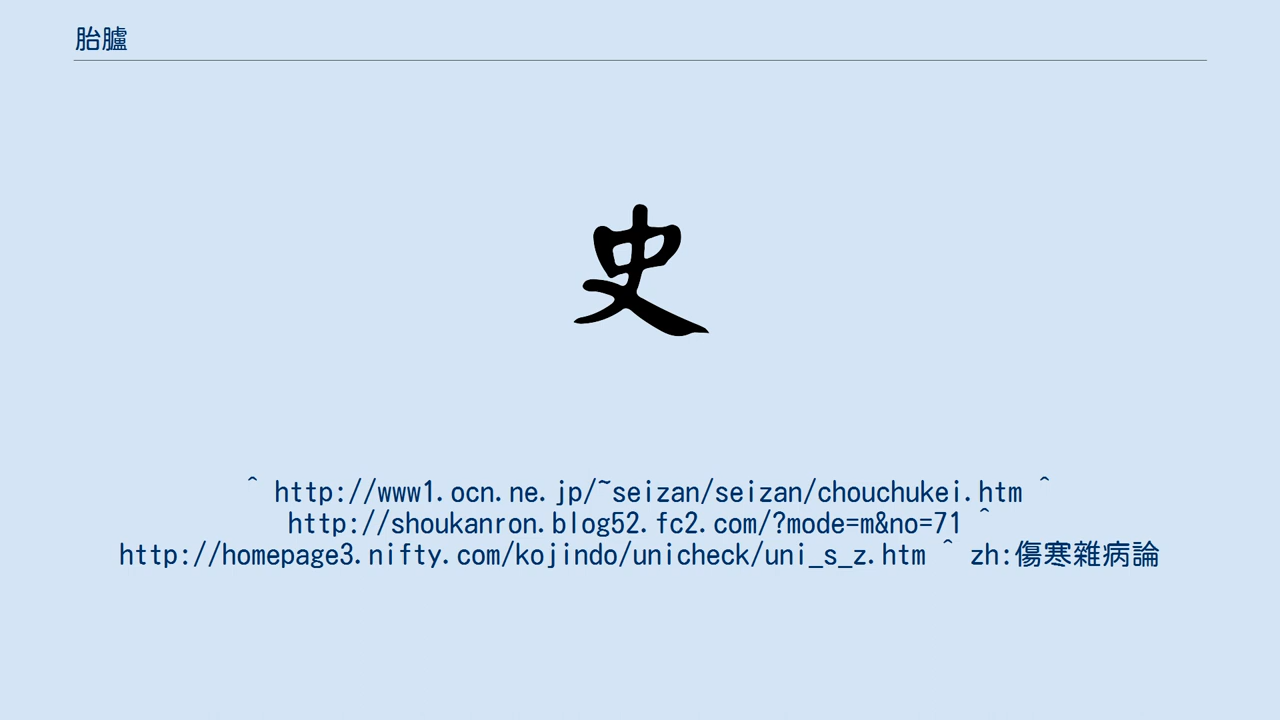 胎臚
史
^ http://www1.ocn.ne.jp/~seizan/seizan/chouchukei.htm ^
http://shoukanron.blog52.fc2.com/?mode=m&no=71 ^
http://homepage3.nifty.com/kojindo/unicheck/uni_s_z.htm ^ zh:傷寒雜病論